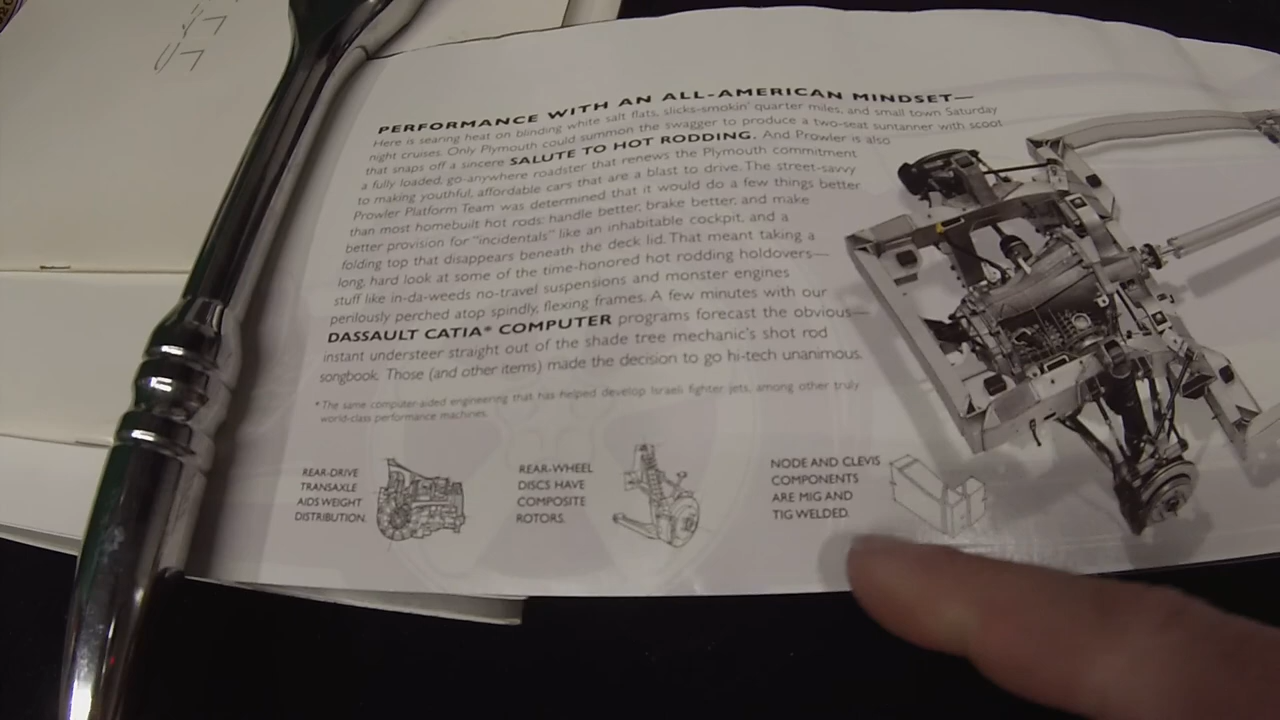 PERFORMANCE WITH AN ALL-AMERICAN MINDSET—
Here is searing heat on blinding white salt flats, slicks-smokin' quarter miles, and small town Saturday
night cruises. Only Plymouth could summon the swagger to produce a two-seat suntanner with scoot
that snaps off a sincere SALUTE TO HOT RODDING. And Prowler is also
a fully loaded, go-anywhere roadster that renews the Plymouth commitment
to making youthful, affordable cars that are a blast to drive. The street-savvy
Prowler Platform Team was determined that it would do a few things better
than most homebuilt hot rods: handle better, brake better, and make
better provision for "incidentals" like an inhabitable cockpit, and a
folding top that disappears beneath the deck lid. That meant taking a
long, hard look at some of the time-honored hot rodding holdovers—
stuff like in-da-weeds no-travel suspensions and monster engines
perilously perched atop spindly, flexing frames. A few minutes with our
DASSAULT CATIA* COMPUTER programs forecast the obvious—
instant understeer straight out of the shade tree mechanic's shot rod
songbook. Those (and other items) made the decision to go hi-tech unanimous.
* The same computer-aided engineering that has helped develop Israeli fighter jets, among other truly
world-class performance machines.
REAR-DRIVE
TRANSAXLE
AIDS WEIGHT
DISTRIBUTION.
REAR-WHEEL
DISCS HAVE
COMPOSITE
ROTORS.
NODE AND CLEVIS
COMPONENTS
ARE MIG AND
TIG WELDED.